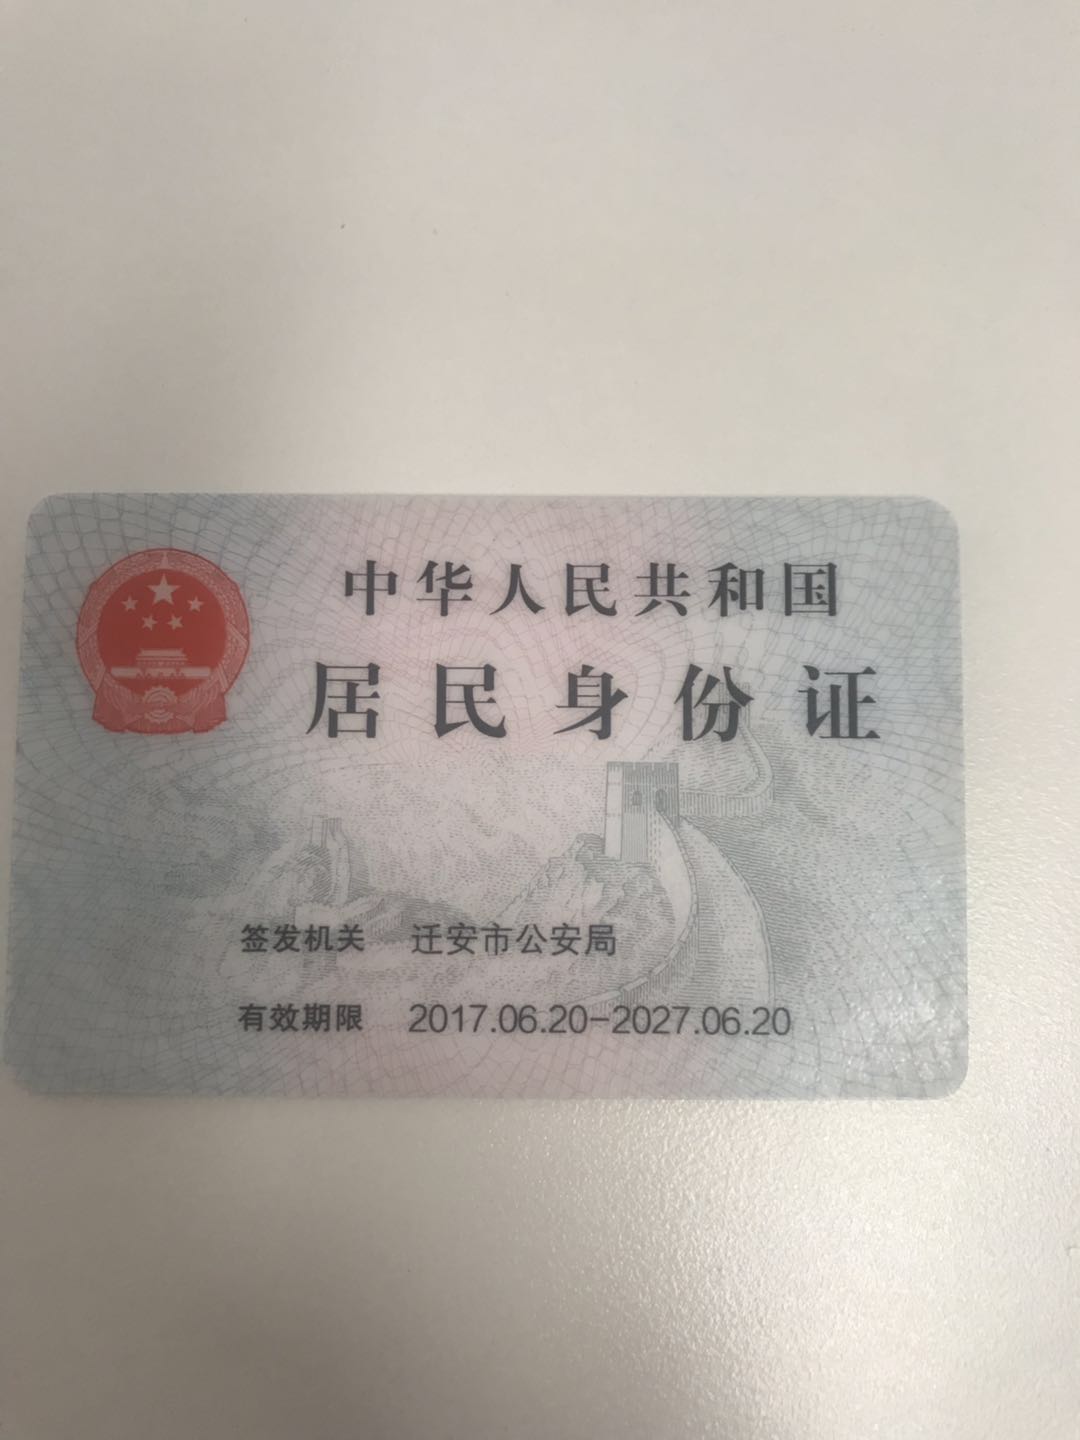 中华人民共和国
居民身份证
签发机关 迁安市公安局
有效期限 2017.06.20-2027.06.20